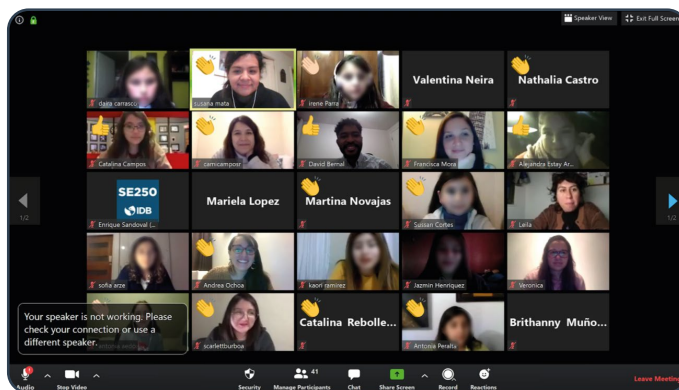 Speaker View
Exit Full Screen
daira carrasco
susana mata
irene Parra
Valentina Neira
Nathalia Castro
Catalina Campos
camicamposr
David Bernal
Francisca Mora
Alejandra Estay Ar...
SE250
IDB
Enrique Sandoval (...
Mariela Lopez
Martina Novajas
Sussan Cortes
Leila
1/2
1/2
sofia arze
Andrea Ochoa
kaori ramirez
Jazmin Henriquez
Veronica
Your speaker is not working. Please
check your connection or use a
different speaker.
scarlettburboa
Catalina Rebolle...
Antonia Peralta
Brithanny Muño...
Audio
Stop Video
Security
41
Manage Participants
Chat
Share Screen
Record
Reactions
Leave Meeting